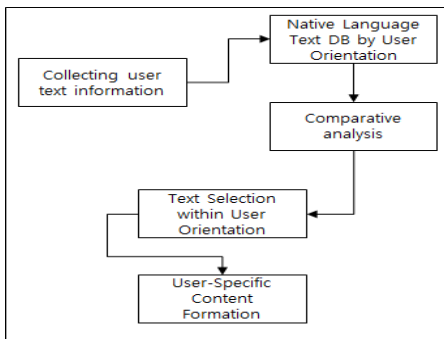 Native Language
Text DB by User
Orientation
Collecting user
text information
Comparative
analysis
Text Selection
within User
Orientation
User-Specific
Content
Formation